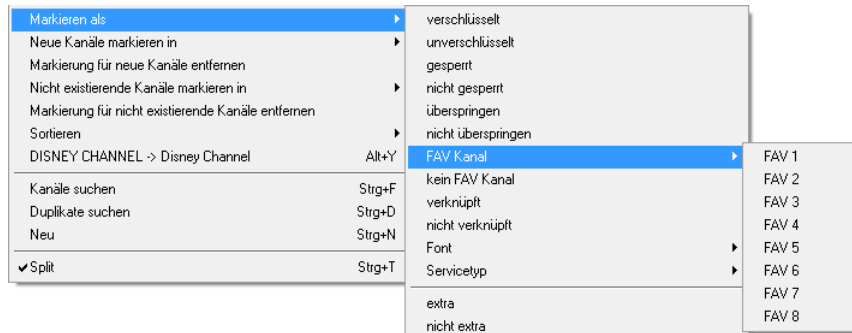 Markieren als
Neue Kanäle markieren in
Markierung für neue Kanäle entfernen
Nicht existierende Kanäle markieren in
Markierung für nicht existierende Kanäle entfernen
Sortieren
DISNEY CHANNEL -> Disney Channel Alt+Y
Kanäle suchen Strg+F
Duplikate suchen Strg+D
Neu Strg+N
Split Strg+T
verschlüsselt
unverschlüsselt
gesperrt
nicht gesperrt
überspringen
nicht überspringen
FAV Kanal
kein FAV Kanal
verknüpft
nicht verknüpft
Font
Servicetyp
extra
nicht extra
FAV 1
FAV 2
FAV 3
FAV 4
FAV 5
FAV 6
FAV 7
FAV 8